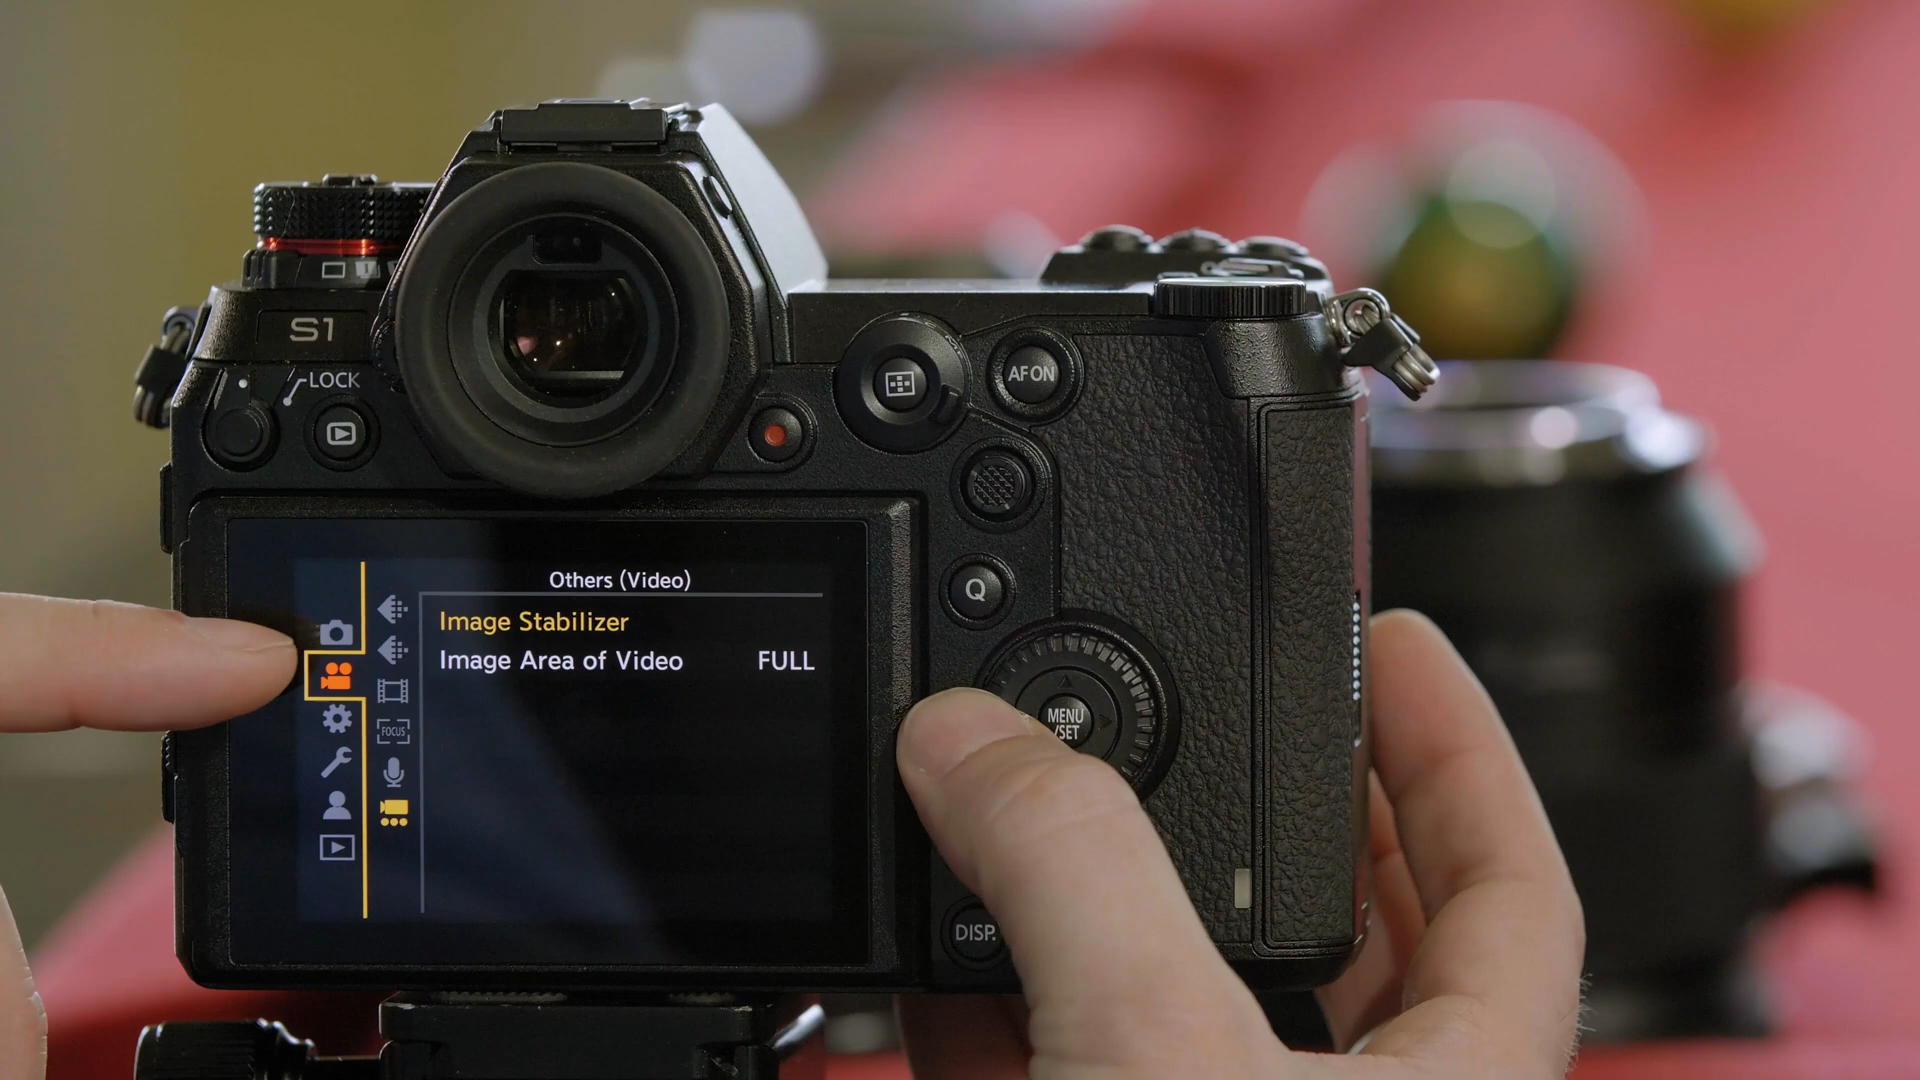 S1
LOCK
AF ON
Q
Others (Video)
Image Stabilizer
Image Area of Video FULL
FOCUS
MENU
/SET
DISP.